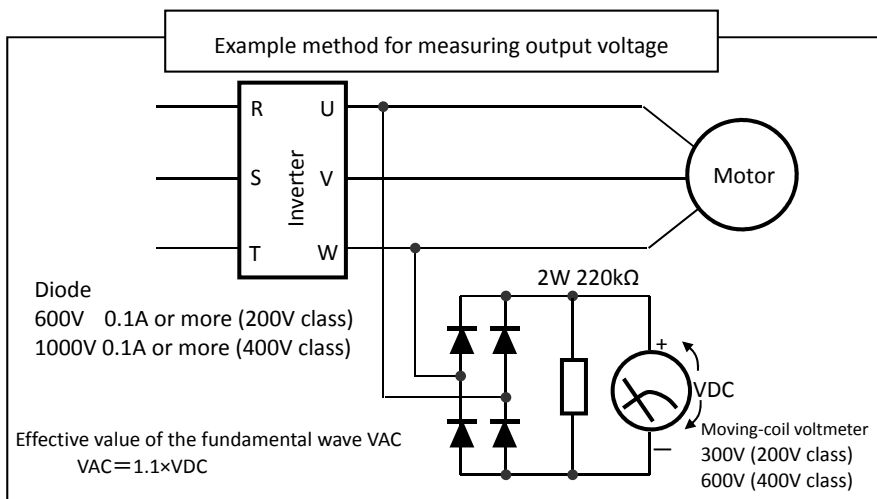 Example method for measuring output voltage
R U
S V
T W
Inverter
Motor
Diode
600V 0.1A or more (200V class)
1000V 0.1A or more (400V class)
2W 220kΩ
+
VDC
－
Moving-coil voltmeter
300V (200V class)
600V (400V class)
Effective value of the fundamental wave VAC
VAC＝1.1×VDC